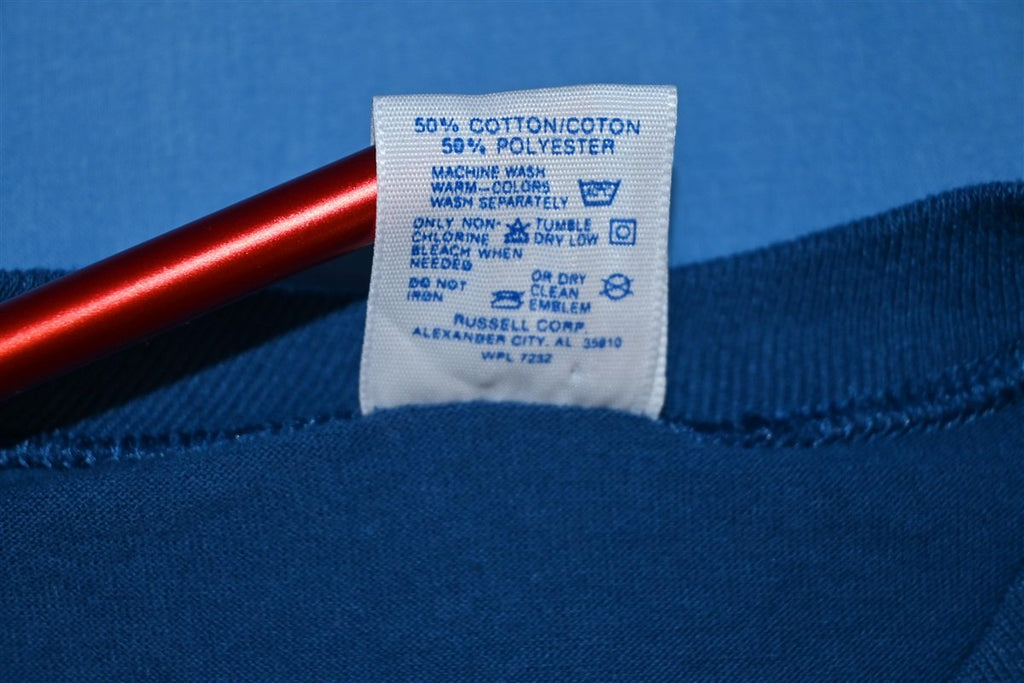 50% COTTON/COTON
50% POLYESTER
MACHINE WASH
WARM-COLORS
WASH SEPARATELY
ONLY NON-
CHLORINE
BLEACH WHEN
NEEDED
TUMBLE
DRY LOW
DO NOT
IRON
OR DRY
CLEAN
EMBLEM
RUSSELL CORP.
ALEXANDER CITY, AL 35010
WPL 7232